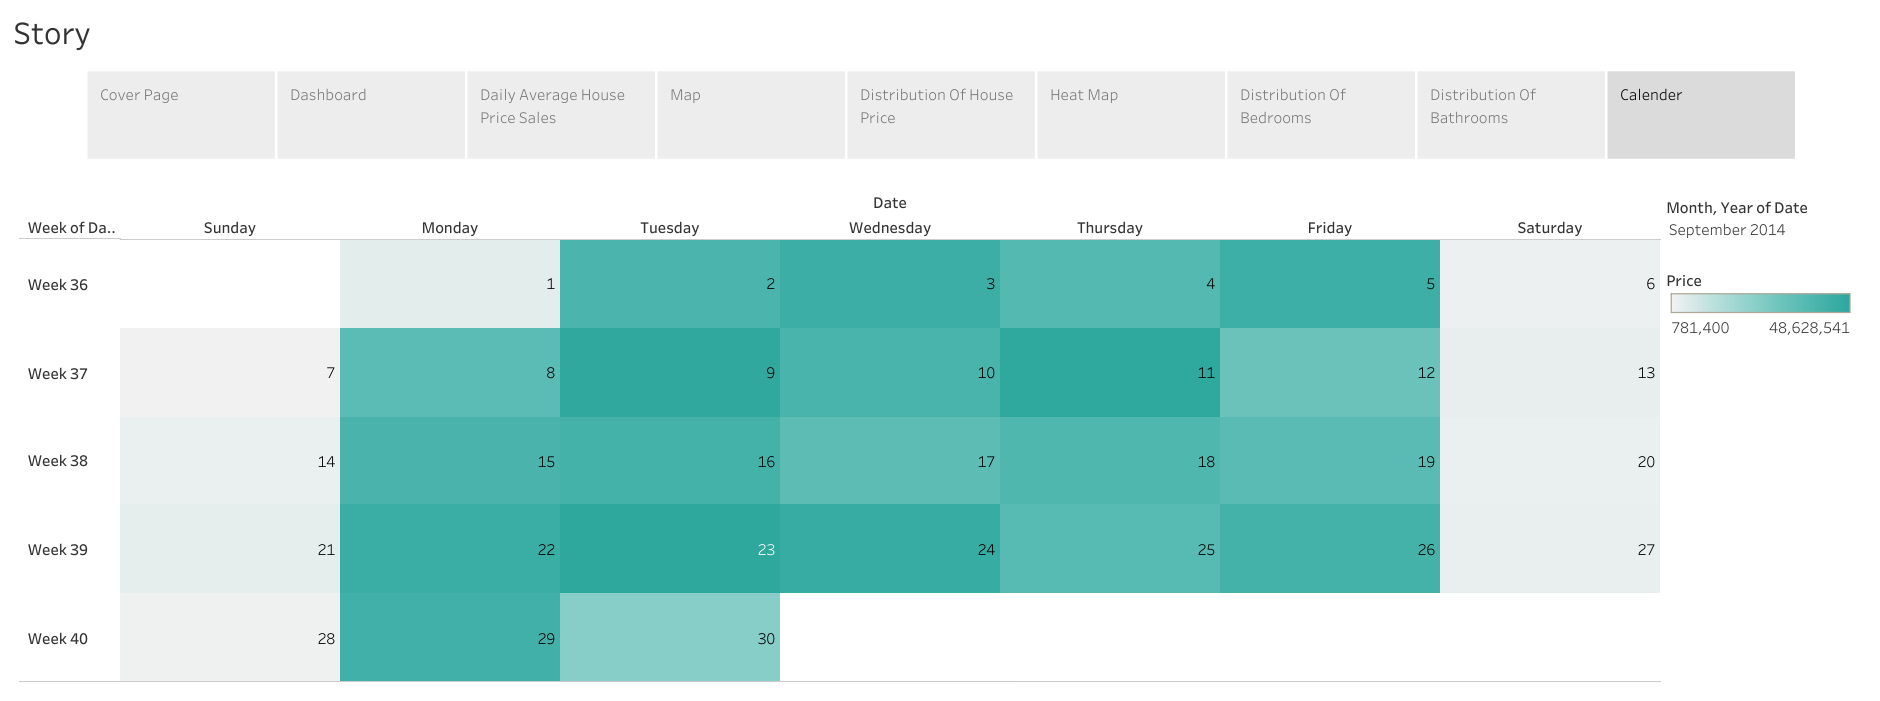 Story
Cover Page
Dashboard
Daily Average House
Price Sales
Map
Distribution Of House
Price
Heat Map
Distribution Of
Bedrooms
Distribution Of
Bathrooms
Calender
Date
Week of Da.. Sunday Monday Tuesday Wednesday Thursday Friday Saturday
Week 36 1 2 3 4 5 6
Week 37 7 8 9 10 11 12 13
Week 38 14 15 16 17 18 19 20
Week 39 21 22 23 24 25 26 27
Week 40 28 29 30
Month, Year of Date
September 2014
Price
781,400 48,628,541